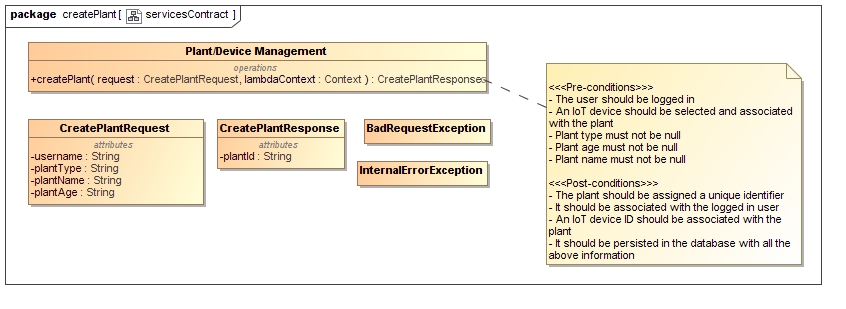 package createPlant [ servicesContract ]
Plant/Device Management
operations
+createPlant( request : CreatePlantRequest, lambdaContext : Context ) : CreatePlantResponse
CreatePlantRequest
attributes
-username : String
-plantType : String
-plantName : String
-plantAge : String
CreatePlantResponse
attributes
-plantId : String
BadRequestException
InternalErrorException
<<<Pre-conditions>>>
- The user should be logged in
- An IoT device should be selected and associated
with the plant
- Plant type must not be null
- Plant age must not be null
- Plant name must not be null
<<<Post-conditions>>>
- The plant should be assigned a unique identifier
- It should be associated with the logged in user
- An IoT device ID should be associated with the
plant
- It should be persisted in the database with all the
above information